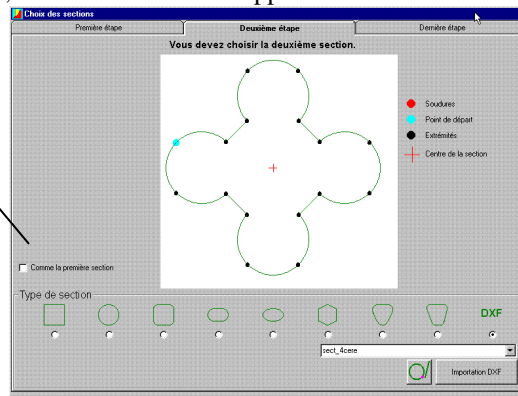 Choix des sections
Première étape
Deuxième étape
Dernière étape
Vous devez choisir la deuxième section.
Soudures
Point de départ
Extrémités
Centre de la section
Comme la première section
Type de section
DXF
sect_4cere
Importation DXF